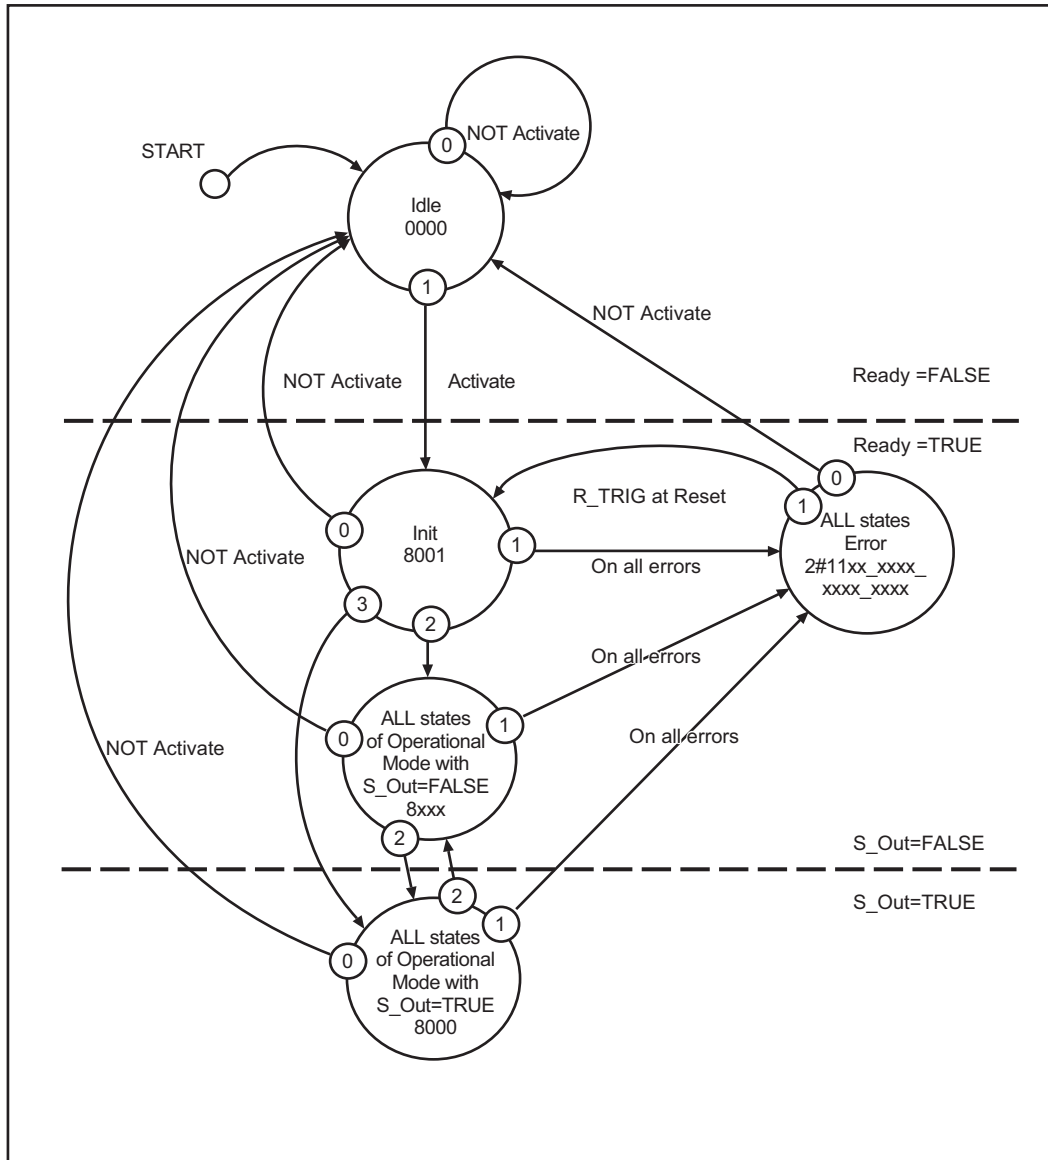 START
0
NOT Activate
Idle
0000
1
NOT Activate
NOT Activate
Activate
Ready =FALSE
Ready =TRUE
0
1
R_TRIG at Reset
ALL states
Error
2#11xx_xxxx_
xxxx_xxxx
0
Init
8001
1
On all errors
NOT Activate
3
2
On all errors
0
ALL states
of Operational
Mode with
S_Out=FALSE
8xxx
1
On all errors
NOT Activate
2
S_Out=FALSE
S_Out=TRUE
2
1
0
ALL states
of Operational
Mode with
S_Out=TRUE
8000